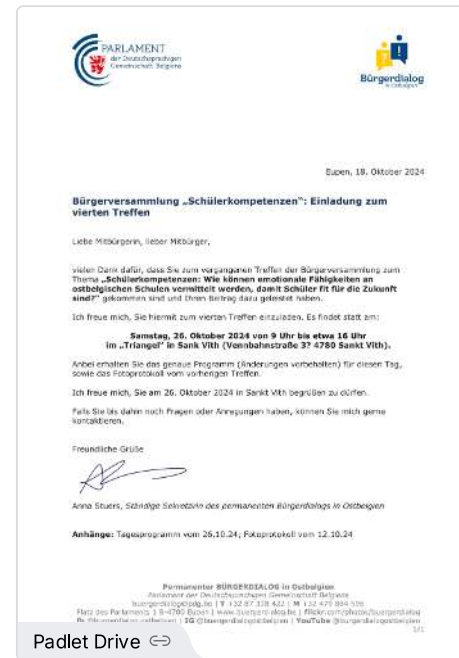 PARLAMENT
der Deutschsprachigen
Gemeinschaft Belgiens
Bürgerdialog
in Ostbelgien
Eupen, 18. Oktober 2024
Bürgerversammlung „Schülerkompetenzen“: Einladung zum
vierten Treffen
Liebe Mitbürgerin, lieber Mitbürger,
vielen Dank dafür, dass Sie zum vergangenen Treffen der Bürgerversammlung zum
Thema „Schülerkompetenzen: Wie können emotionale Fähigkeiten an
ostbelgischen Schulen vermittelt werden, damit Schüler fit für die Zukunft
sind?“ gekommen sind und Ihren Beitrag dazu geleistet haben.
Ich freue mich, Sie hiermit zum vierten Treffen einzuladen. Es findet statt am:
Samstag, 26. Oktober 2024 von 9 Uhr bis etwa 16 Uhr
im „Triangel“ in Sank Vith (Vennbahnstraße 3? 4780 Sankt Vith).
Anbei erhalten Sie das genaue Programm (Änderungen vorbehalten) für diesen Tag,
sowie das Fotoprotokoll vom vorherigen Treffen.
Ich freue mich, Sie am 26. Oktober 2024 in Sankt Vith begrüßen zu dürfen.
Falls Sie bis dahin noch Fragen oder Anregungen haben, können Sie mich gerne
kontaktieren.
Freundliche Grüße
Anna Stuers, Ständige Sekretärin des permanenten Bürgerdialogs in Ostbelgien
Anhänge: Tagesprogramm vom 26.10.24; Fotoprotokoll vom 12.10.24
Permanenter BÜRGERDIALOG in Ostbelgien
Parlament der Deutschsprachigen Gemeinschaft Belgiens
Platz des Parlaments 1 | B-4700 Eupen |
1/1
Padlet Drive